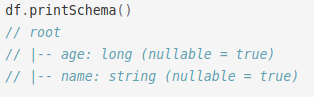 df.printSchema()
// root
// |-- age: long (nullable = true)
// |-- name: string (nullable = true)